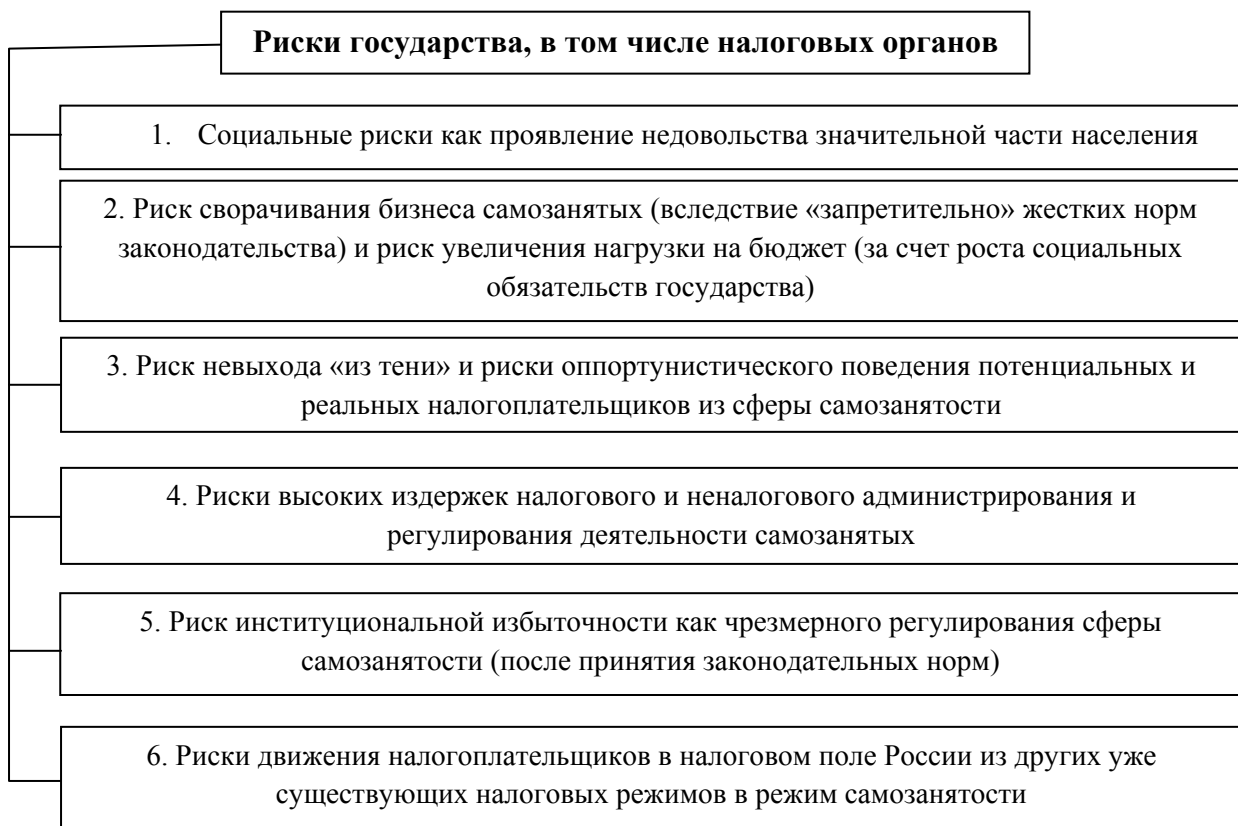 Риски государства, в том числе налоговых органов
1. Социальные риски как проявление недовольства значительной части населения
2. Риск сворачивания бизнеса самозанятых (вследствие «запретительно» жестких норм
законодательства) и риск увеличения нагрузки на бюджет (за счет роста социальных
обязательств государства)
3. Риск невыхода «из тени» и риски оппортунистического поведения потенциальных и
реальных налогоплательщиков из сферы самозанятости
4. Риски высоких издержек налогового и неналогового администрирования и
регулирования деятельности самозанятых
5. Риск институциональной избыточности как чрезмерного регулирования сферы
самозанятости (после принятия законодательных норм)
6. Риски движения налогоплательщиков в налоговом поле России из других уже
существующих налоговых режимов в режим самозанятости